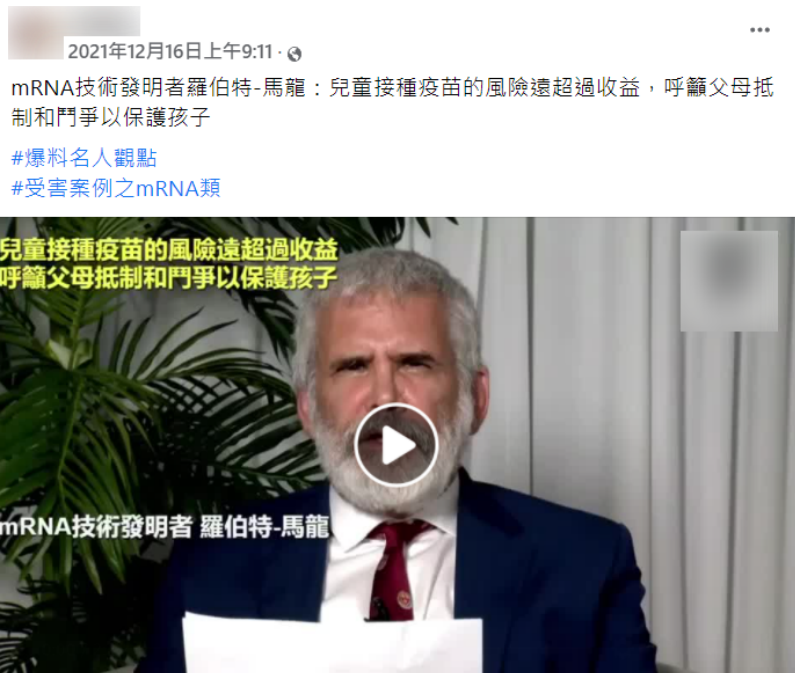 2021年12月16日上午9:11 ·
mRNA技術發明者羅伯特-馬龍：兒童接種疫苗的風險遠超過收益，呼籲父母抵
制和鬥爭以保護孩子
#爆料名人觀點
#受害案例之mRNA類
兒童接種疫苗的風險遠超過收益
呼籲父母抵制和鬥爭以保護孩子
mRNA技術發明者 羅伯特-馬龍